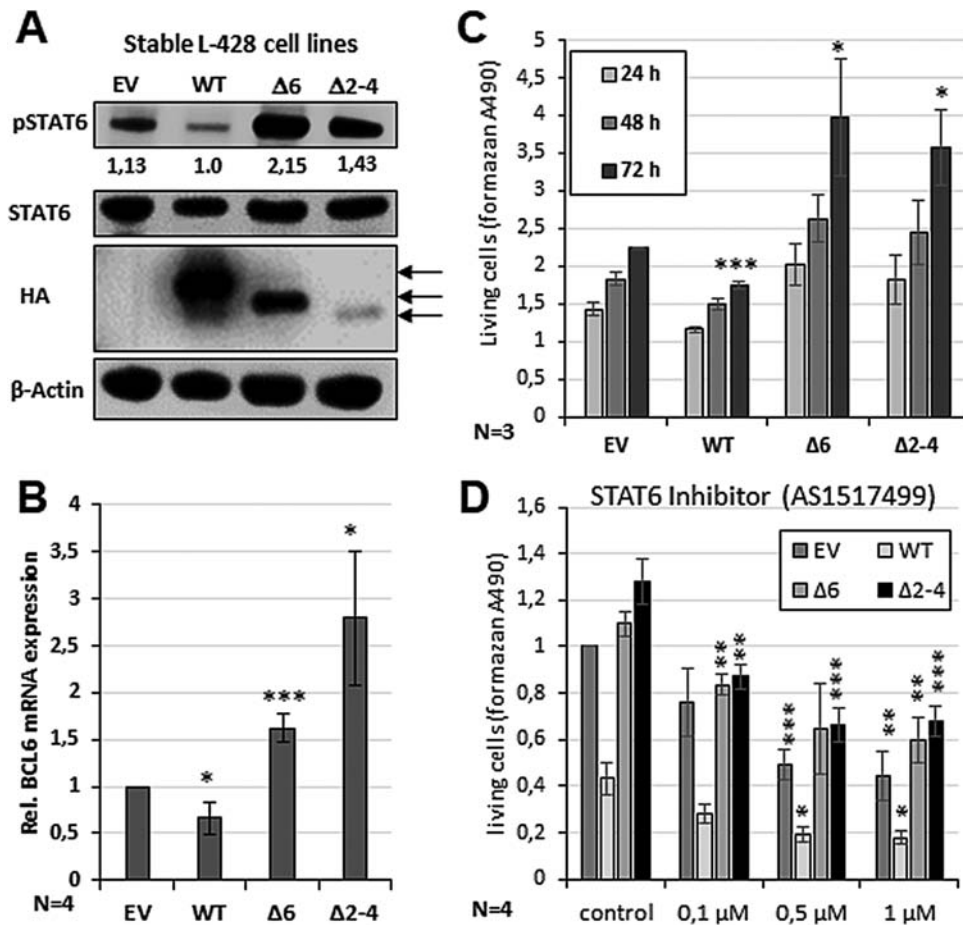 A
Stable L-428 cell lines
EV WT Δ6 Δ2-4
pSTAT6
1,13 1.0 2,15 1,43
STAT6
HA
β-Actin
B
Rel. BCL6 mRNA expression
4
3,5
3
2,5
2
1,5
1
0,5
0
*
***
*
N=4
EV WT Δ6 Δ2-4
C
Living cells (formazan A490)
5
4,5
4
3,5
3
2,5
2
1,5
1
0,5
0
24 h
48 h
72 h
***
*
*
N=3
EV WT Δ6 Δ2-4
D
STAT6 Inhibitor (AS1517499)
living cells (formazan A490)
1,6
1,4
1,2
1
0,8
0,6
0,4
0,2
0
EV WT
Δ6 Δ2-4
** **
*** * ***
** * ** ***
N=4
control 0,1 µM 0,5 µM 1 µM